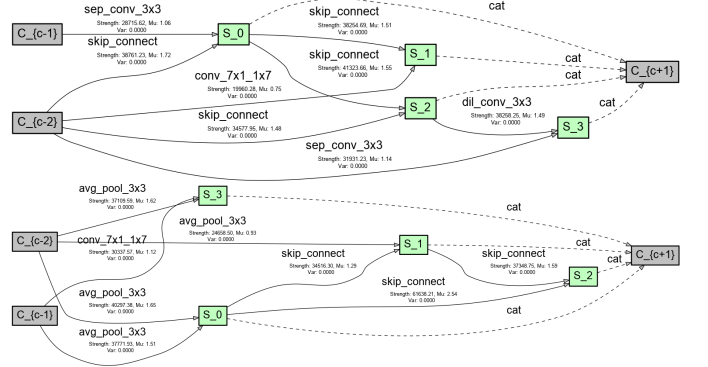 sep_conv_3x3
Strength: 28715.62, Mu: 1.06
Var: 0.0000
C_{c-1}
skip_connect
Strength: 38761.23, Mu: 1.72
Var: 0.0000
S_0
skip_connect
Strength: 38254.69, Mu: 1.51
Var: 0.0000
cat
skip_connect
Strength: 41323.66, Mu: 1.55
Var: 0.0000
S_1
cat
C_{c+1}
conv_7x1_1x7
Strength: 19960.28, Mu: 0.75
Var: 0.0000
cat
C_{c-2}
skip_connect
Strength: 34577.95, Mu: 1.48
Var: 0.0000
S_2
dil_conv_3x3
Strength: 38258.25, Mu: 1.49
Var: 0.0000
cat
S_3
sep_conv_3x3
Strength: 31931.23, Mu: 1.14
Var: 0.0000
avg_pool_3x3
Strength: 37109.59, Mu: 1.62
Var: 0.0000
S_3
cat
avg_pool_3x3
Strength: 24658.50, Mu: 0.93
Var: 0.0000
C_{c-2}
conv_7x1_1x7
Strength: 30337.57, Mu: 1.12
Var: 0.0000
S_1
cat
C_{c+1}
skip_connect
Strength: 34516.30, Mu: 1.29
Var: 0.0000
skip_connect
Strength: 37348.75, Mu: 1.59
Var: 0.0000
cat
S_2
avg_pool_3x3
Strength: 40297.38, Mu: 1.65
Var: 0.0000
skip_connect
Strength: 61638.21, Mu: 2.54
Var: 0.0000
C_{c-1}
S_0
cat
avg_pool_3x3
Strength: 37771.93, Mu: 1.51
Var: 0.0000